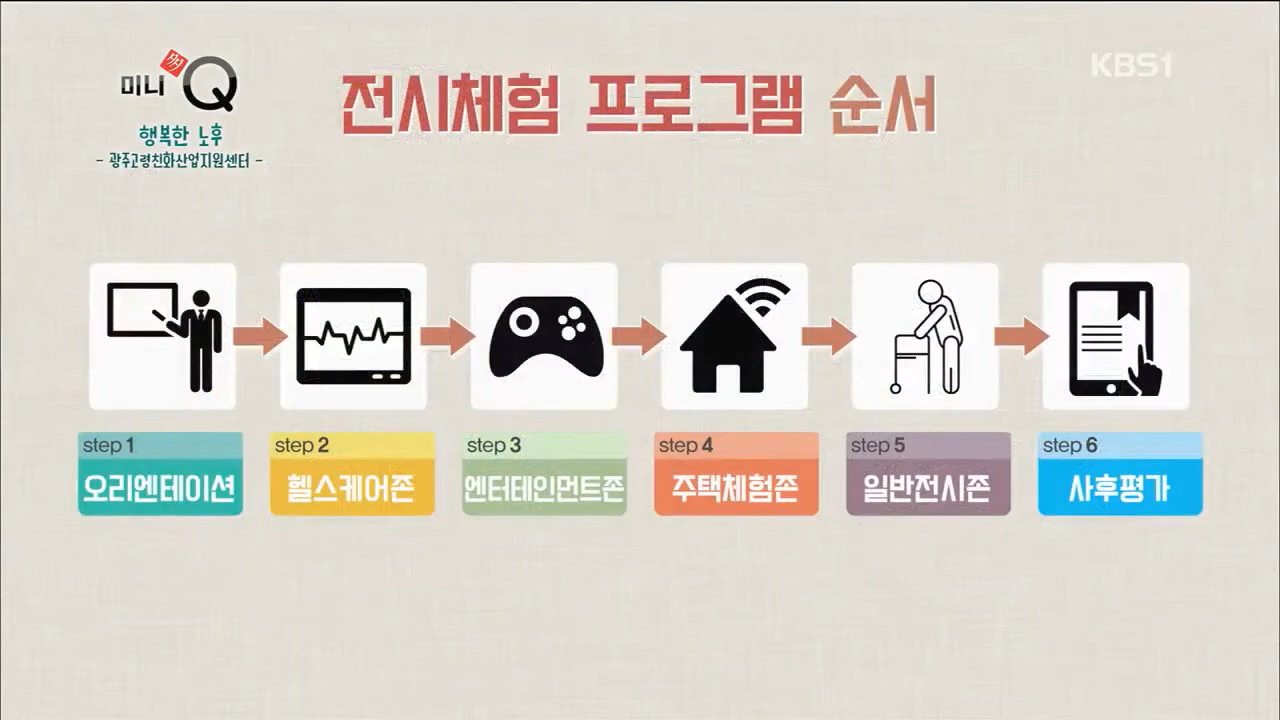 미니
Q
행복한 노후
- 광주고령친화산업지원센터 -
전시체험 프로그램 순서
KBS1
step 1
오리엔테이션
step 2
헬스케어존
step 3
엔터테인먼트존
step 4
주택체험존
step 5
일반전시존
step 6
사후평가